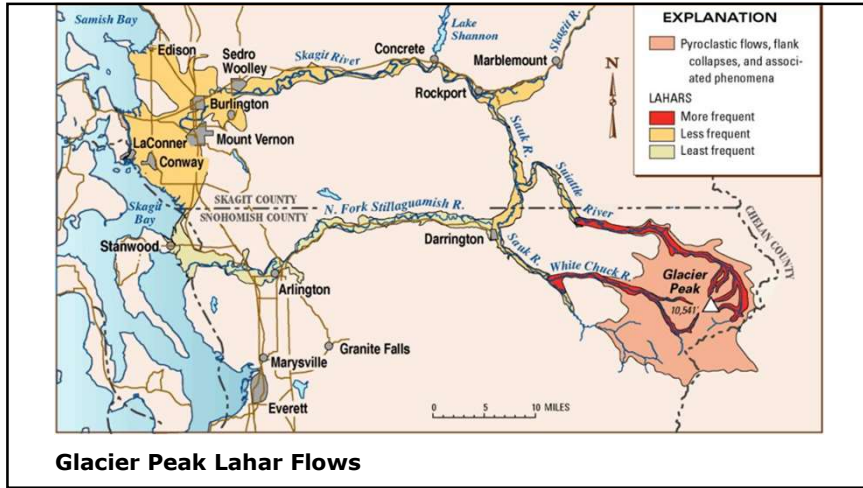 Samish Bay
Edison
Sedro
Woolley
Skagit River
Concrete
Lake
Shannon
Marblemount
Skagit R.
Rockport
Burlington
Mount Vernon
LaConner
Conway
Sauk R.
Suiattle
River
Skagit
Bay
SKAGIT COUNTY
SNOHOMISH COUNTY
N. Fork Stillaguamish R.
Darrington
Stanwood
Arlington
Sauk R.
White Chuck R.
Glacier
Peak
10,541'
CHELAN COUNTY
Marysville
Granite Falls
Everett
0 6 10 MILES
N
EXPLANATION
Pyroclastic flows, flank
collapses, and associ-
ated phenomena
LAHARS
More frequent
Less frequent
Least frequent
Glacier Peak Lahar Flows